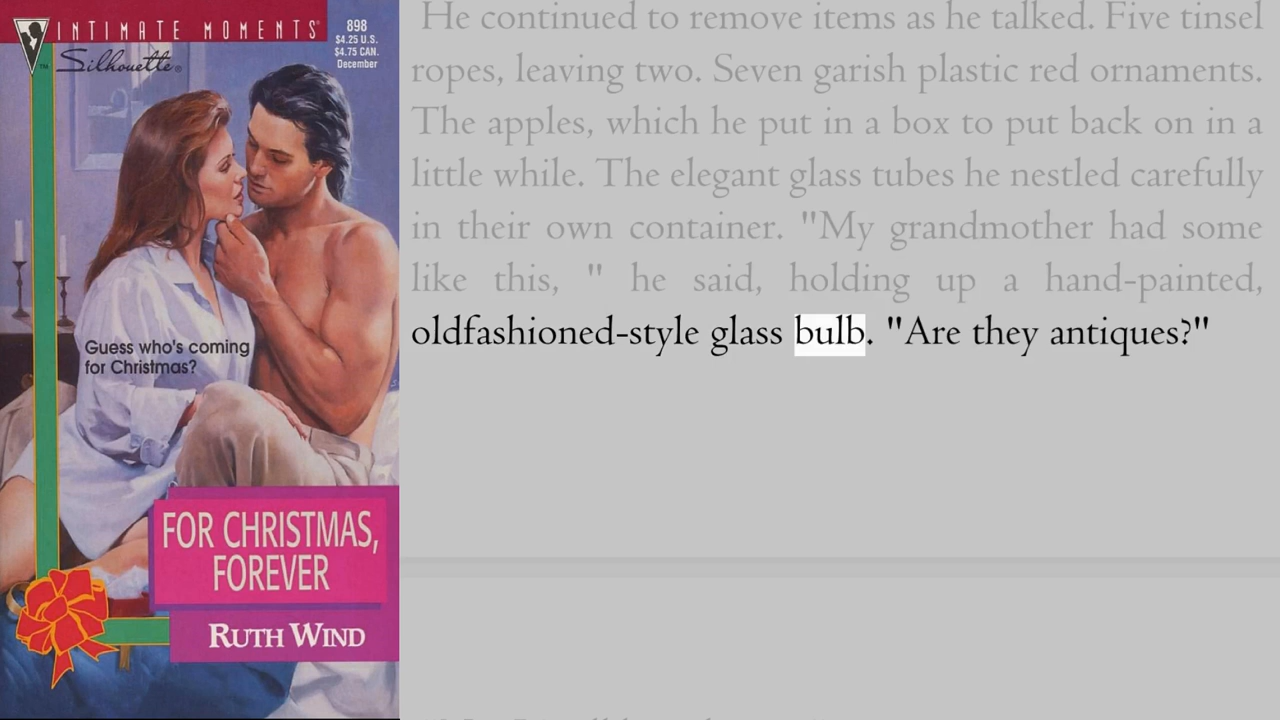 INTIMATE MOMENTS®
898
$4.25 U.S.
$4.75 CAN.
December
™
Silhouette®
Guess who's coming
for Christmas?
FOR CHRISTMAS,
FOREVER
RUTH WIND
He continued to remove items as he talked. Five tinsel
ropes, leaving two. Seven garish plastic red ornaments.
The apples, which he put in a box to put back on in a
little while. The elegant glass tubes he nestled carefully
in their own container. "My grandmother had some
like this, " he said, holding up a hand-painted,
oldfashioned-style glass bulb. "Are they antiques?"